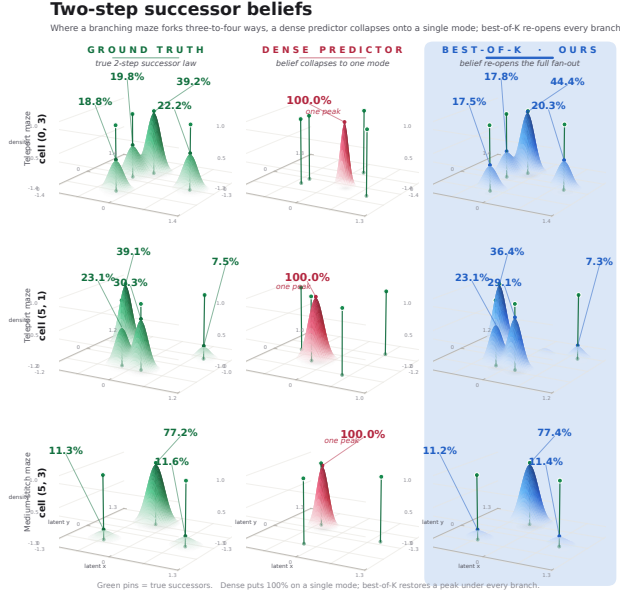 Two-step successor beliefs
Where a branching maze forks three-to-four ways, a dense predictor collapses onto a single mode; best-of-K re-opens every branch
GROUND TRUTH
true 2-step successor law
DENSE PREDICTOR
belief collapses to one mode
BEST-OF-K · OURS
belief re-opens the full fan-out
Teleport maze
cell (0, 3)
density
18.8%
19.8%
39.2%
22.2%
100.0%
one peak
17.5%
17.8%
44.4%
20.3%
Teleport maze
cell (5, 1)
density
23.1%
39.1%
30.3%
7.5%
100.0%
one peak
23.1%
36.4%
29.1%
7.3%
Medium-stitch maze
cell (5, 3)
density
11.3%
77.2%
11.6%
100.0%
one peak
11.2%
77.4%
11.4%
latent y
latent x
latent y
latent y
latent x
Green pins = true successors. Dense puts 100% on a single mode; best-of-K restores a peak under every branch.